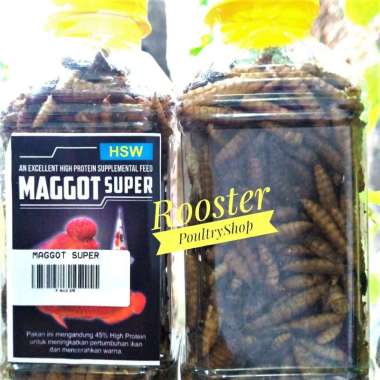 HSW
AN EXCELLENT HIGH PROTEIN SUPPLEMENTAL FEED
MAGGOT SUPER
MAGGOT SUPER
Rooster
PoultryShop
Pakan ini mengandung 45% High Protein
untuk meningkatkan pertumbuhan ikan
dan mencerahkan warna.